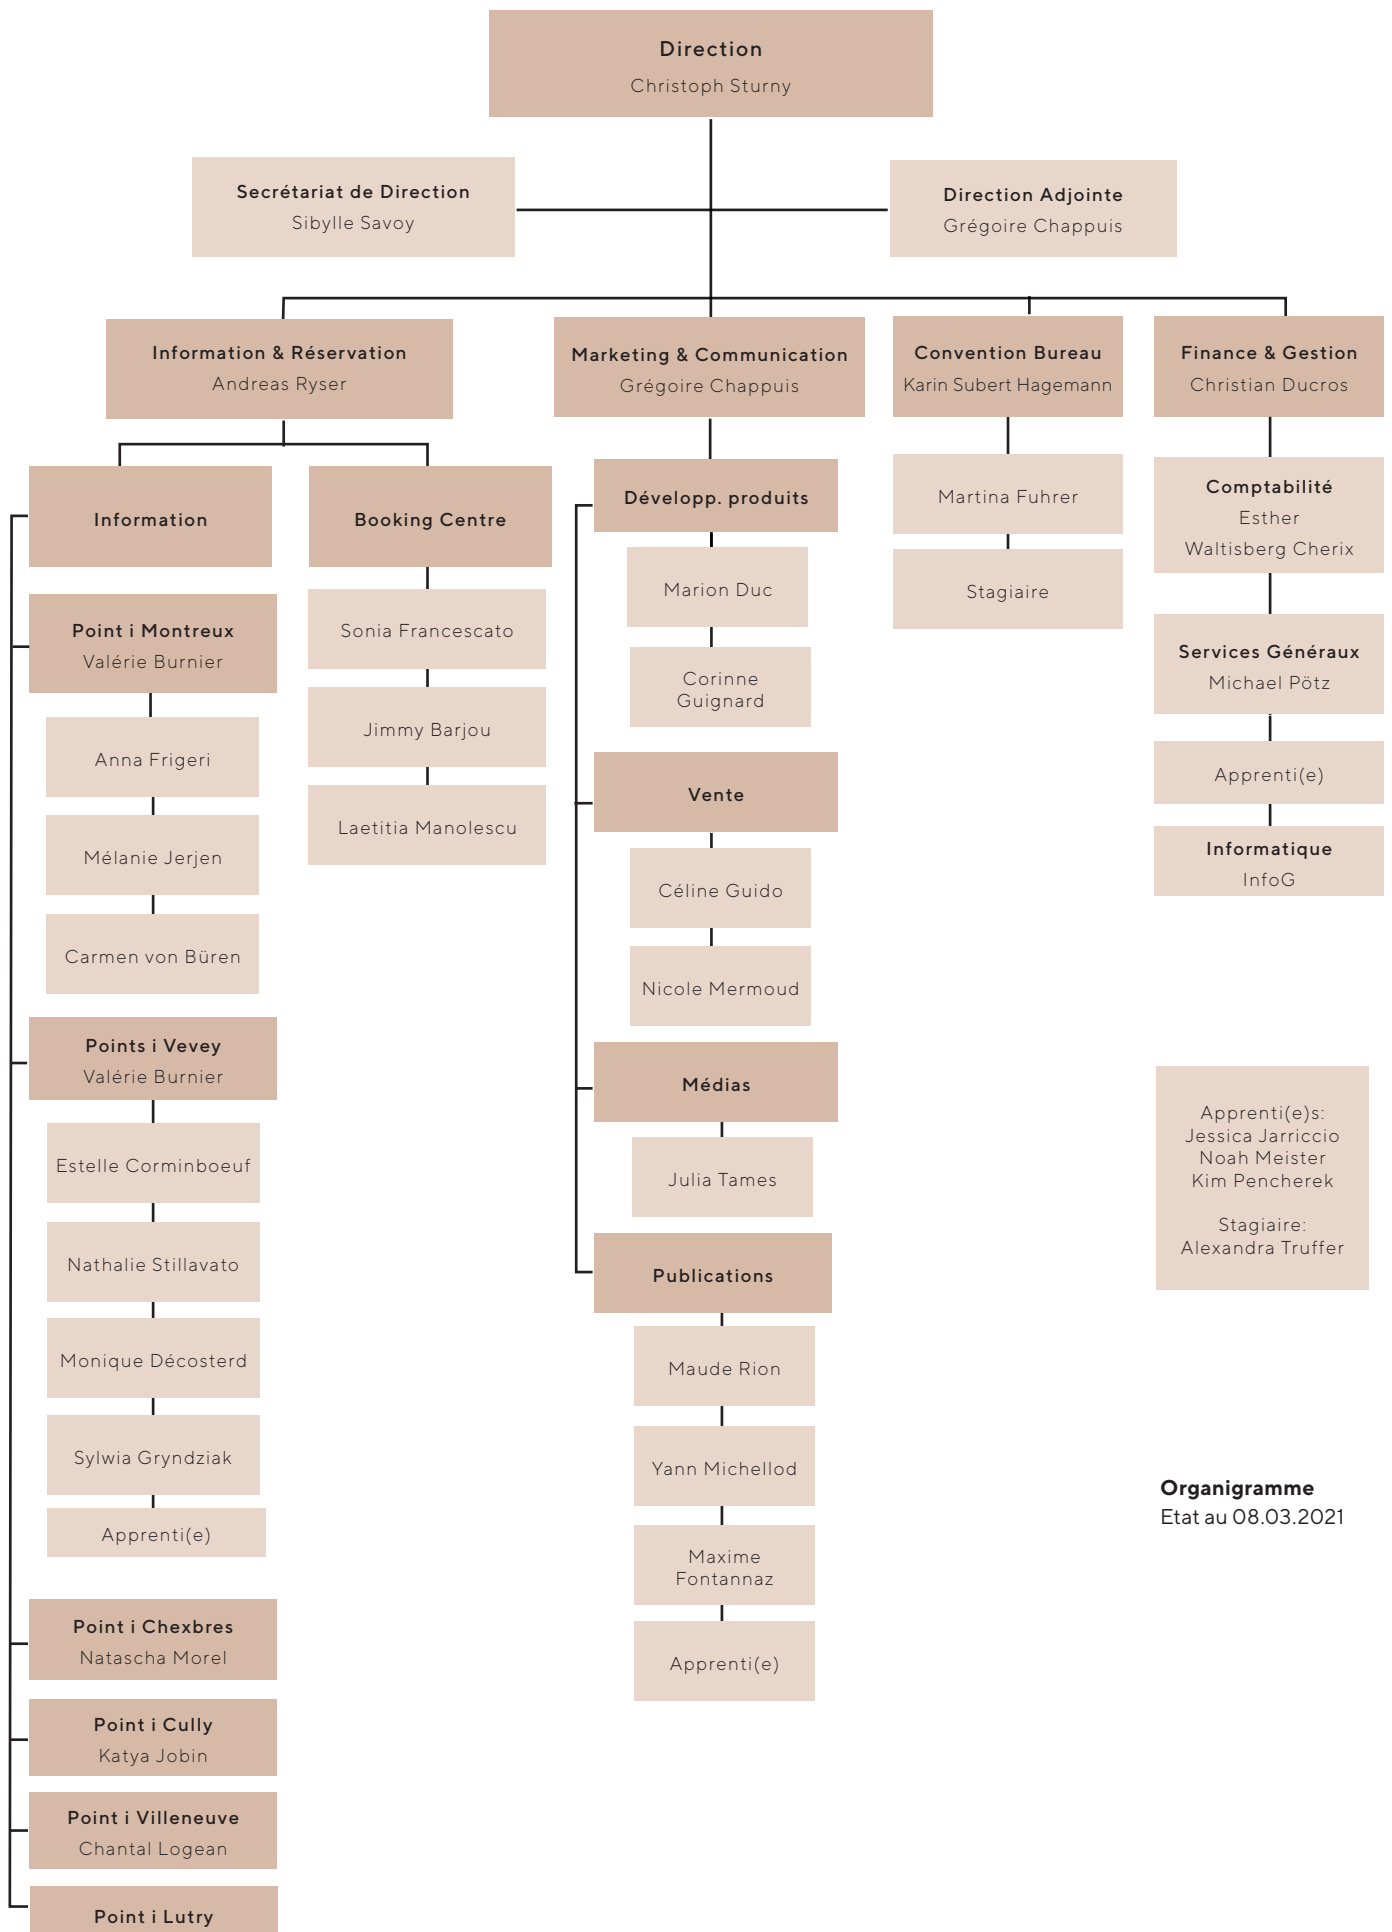 Direction
Christoph Sturny
Secrétariat de Direction
Sibylle Savoy
Direction Adjointe
Grégoire Chappuis
Information & Réservation
Andreas Ryser
Marketing & Communication
Grégoire Chappuis
Convention Bureau
Karin Subert Hagemann
Finance & Gestion
Christian Ducros
Information
Point i Montreux
Valérie Burnier
Anna Frigeri
Mélanie Jerjen
Carmen von Büren
Points i Vevey
Valérie Burnier
Estelle Corminboeuf
Nathalie Stillavato
Monique Décosterd
Sylwia Gryndziak
Apprenti(e)
Point i Chexbres
Natascha Morel
Point i Cully
Katya Jobin
Point i Villeneuve
Chantal Logean
Point i Lutry
Booking Centre
Sonia Francescato
Jimmy Barjou
Laetitia Manolescu
Développ. produits
Marion Duc
Corinne
Guignard
Vente
Céline Guido
Nicole Mermoud
Médias
Julia Tames
Publications
Maude Rion
Yann Michellod
Maxime
Fontannaz
Apprenti(e)
Martina Fuhrer
Stagiaire
Comptabilité
Esther
Waltisberg Cherix
Services Généraux
Michael Pötz
Apprenti(e)
Informatique
InfoG
Apprenti(e)s:
Jessica Jarriccio
Noah Meister
Kim Pencherek
Stagiaire:
Alexandra Truffer
Organigramme
Etat au 08.03.2021